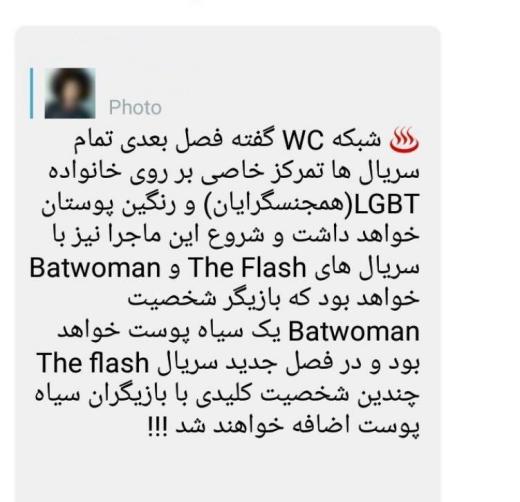 Photo
♨️ شبکه WC گفته فصل بعدی تمام
سریال ها تمرکز خاصی بر روی خانواده
LGBT(همجنسگرایان) و رنگین پوستان
خواهد داشت و شروع این ماجرا نیز با
سریال های The Flash و Batwoman
خواهد بود که بازیگر شخصیت
Batwoman یک سیاه پوست خواهد
بود و در فصل جدید سریال The flash
چندین شخصیت کلیدی با بازیگران سیاه
پوست اضافه خواهند شد !!!